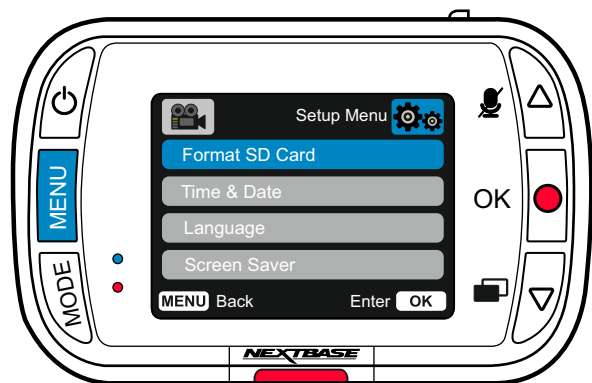 Setup Menu
Format SD Card
MENU
Time & Date
OK
Language
MODE
Screen Saver
MENU Back
Enter OK
NEXTBASE